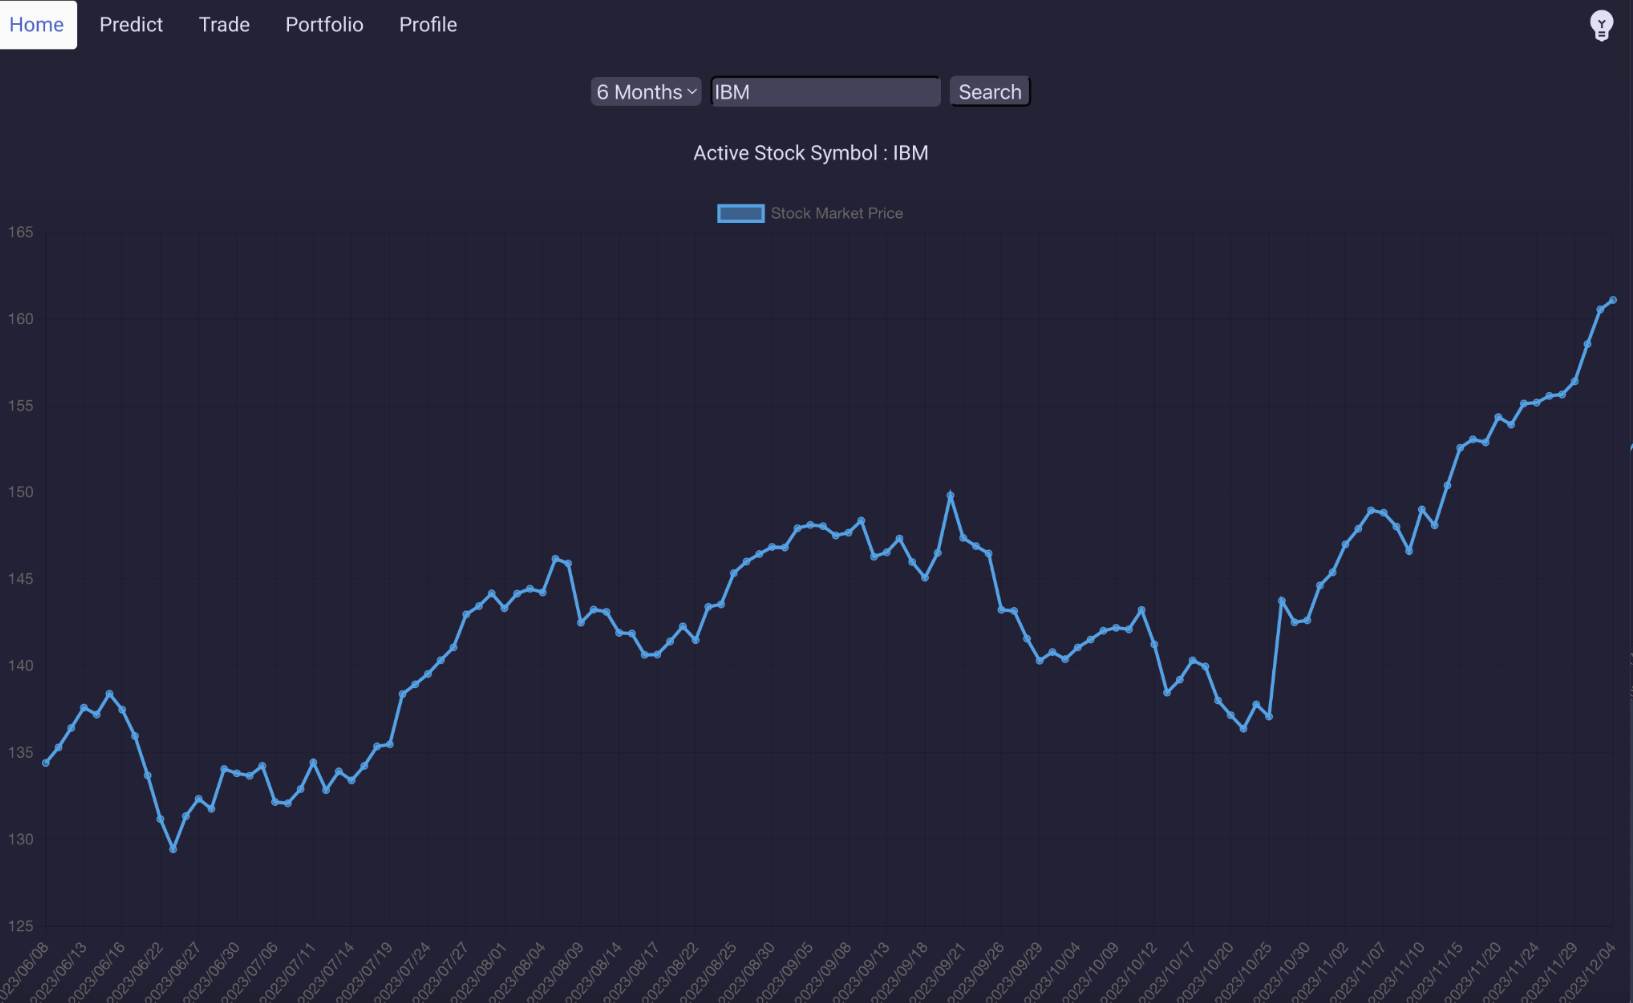 Home Predict Trade Portfolio Profile
6 Months IBM Search
Active Stock Symbol : IBM
Stock Market Price
165
160
155
150
145
140
135
130
125
2023/06/08 2023/06/13 2023/06/16 2023/06/22 2023/06/27 2023/06/30 2023/07/06 2023/07/11 2023/07/14 2023/07/19 2023/07/24 2023/07/27 2023/08/01 2023/08/04 2023/08/09 2023/08/14 2023/08/17 2023/08/22 2023/08/25 2023/08/30 2023/09/05 2023/09/08 2023/09/13 2023/09/18 2023/09/21 2023/09/26 2023/09/29 2023/10/04 2023/10/09 2023/10/12 2023/10/17 2023/10/20 2023/10/25 2023/10/30 2023/11/02 2023/11/07 2023/11/10 2023/11/15 2023/11/20 2023/11/24 2023/11/29 2023/12/04